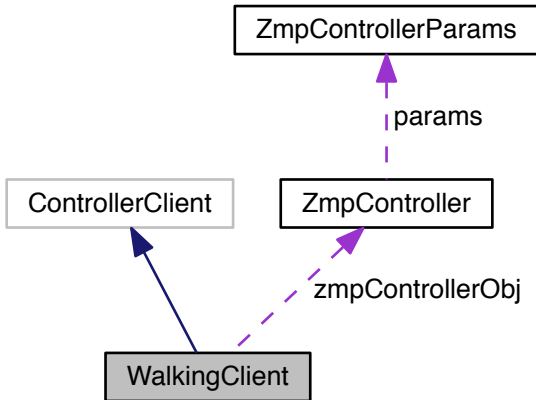 ZmpControllerParams
params
ControllerClient
ZmpController
zmpControllerObj
WalkingClient